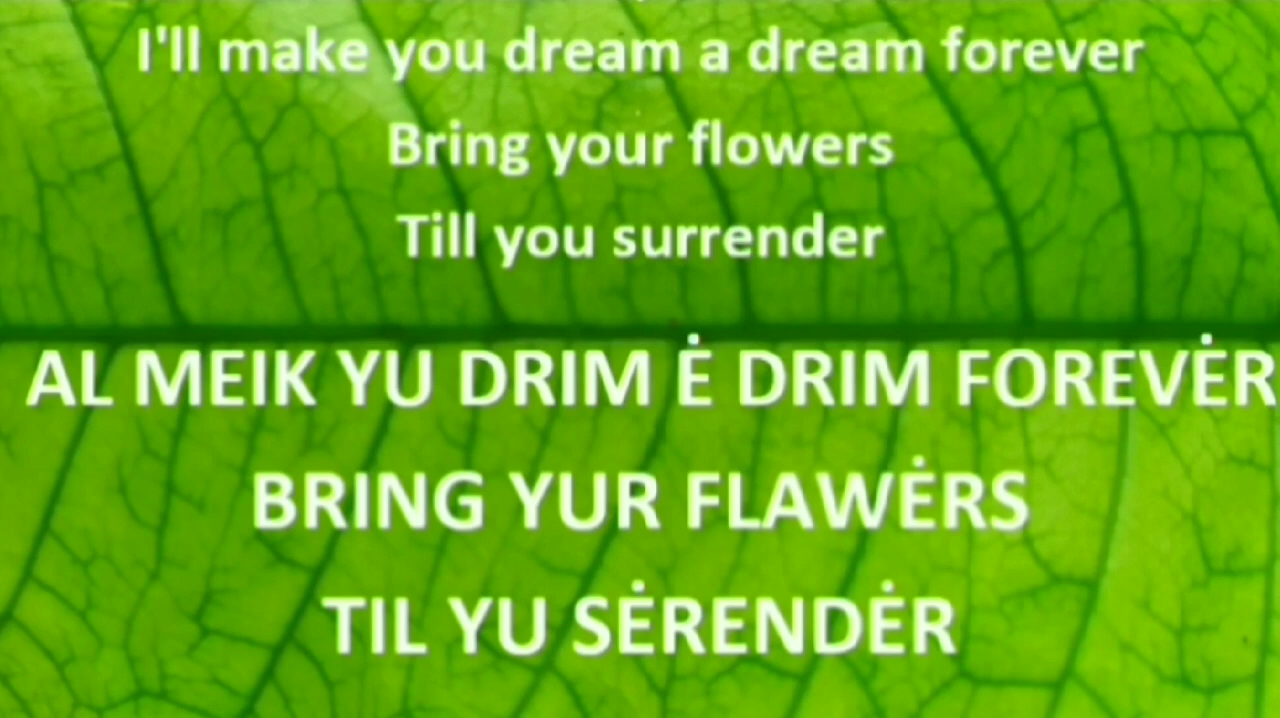 I'll make you dream a dream forever
Bring your flowers
Till you surrender
AL MEIK YU DRIM Ė DRIM FOREVĖR
BRING YUR FLAWĖRS
TIL YU SĖRENDĖR